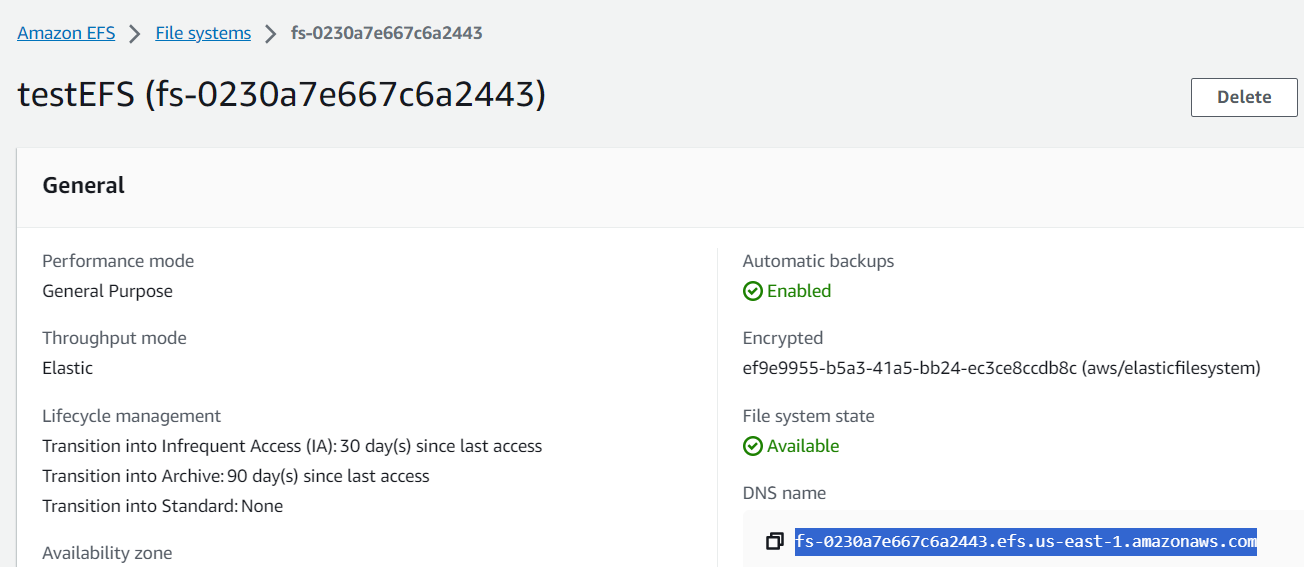 Amazon EFS > File systems > fs-0230a7e667c6a2443
testEFS (fs-0230a7e667c6a2443)
Delete
General
Performance mode
General Purpose
Throughput mode
Elastic
Lifecycle management
Transition into Infrequent Access (IA): 30 day(s) since last access
Transition into Archive: 90 day(s) since last access
Transition into Standard: None
Availability zone
Automatic backups
Enabled
Encrypted
ef9e9955-b5a3-41a5-bb24-ec3ce8ccdb8c (aws/elasticfilesystem)
File system state
Available
DNS name
fs-0230a7e667c6a2443.efs.us-east-1.amazonaws.com